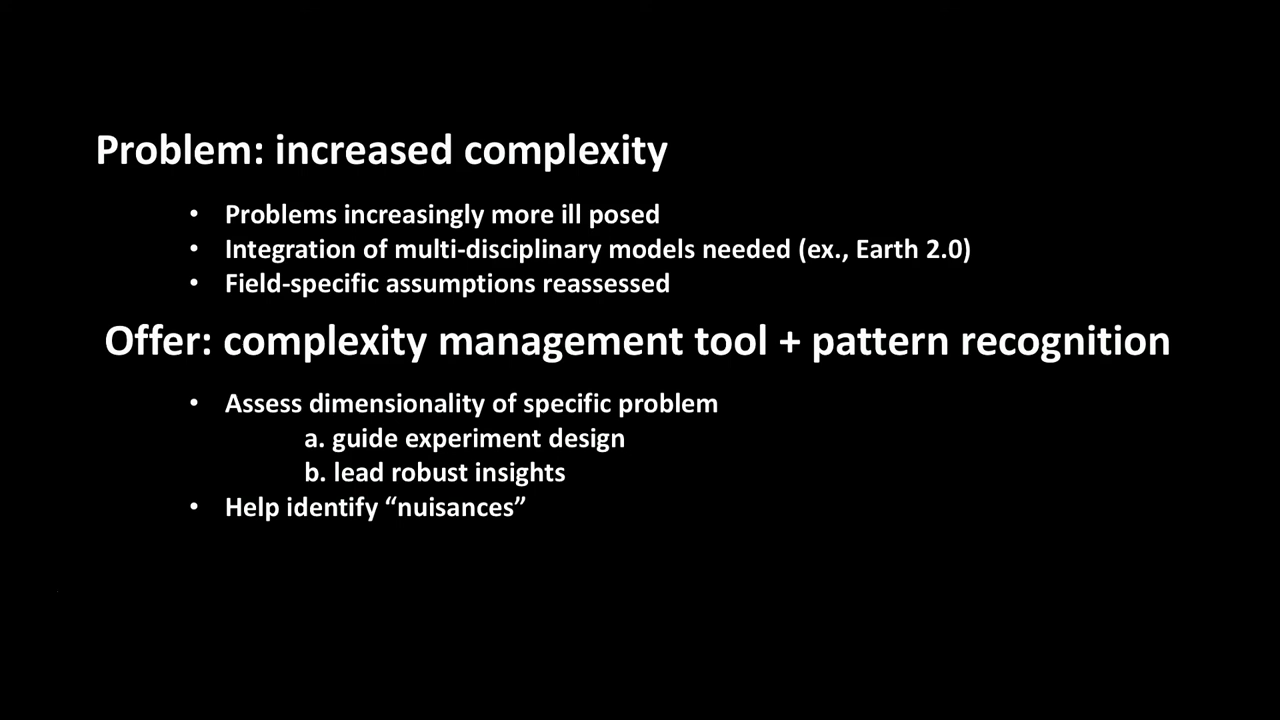 Problem: increased complexity
• Problems increasingly more ill posed
• Integration of multi-disciplinary models needed (ex., Earth 2.0)
• Field-specific assumptions reassessed
Offer: complexity management tool + pattern recognition
• Assess dimensionality of specific problem
a. guide experiment design
b. lead robust insights
• Help identify “nuisances”